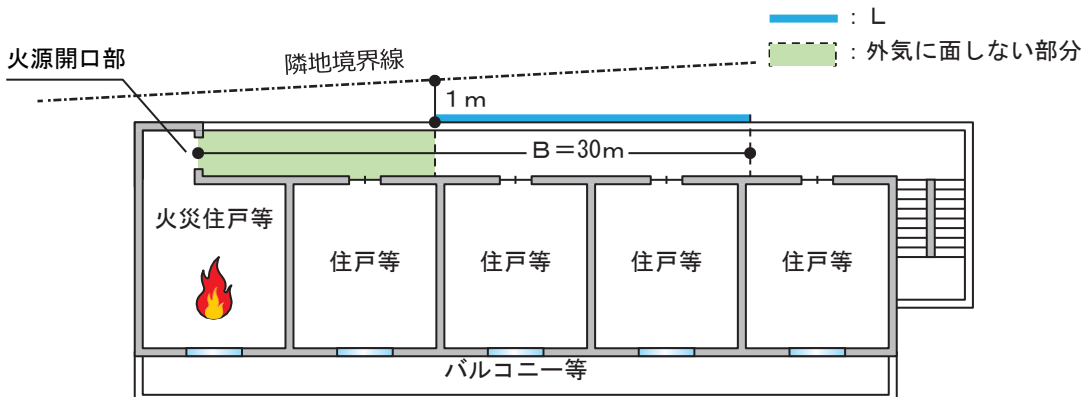 ：Ｌ
：外気に面しない部分
火源開口部
隣地境界線
１ｍ
Ｂ＝30ｍ
火災住戸等
住戸等
住戸等
住戸等
住戸等
バルコニー等